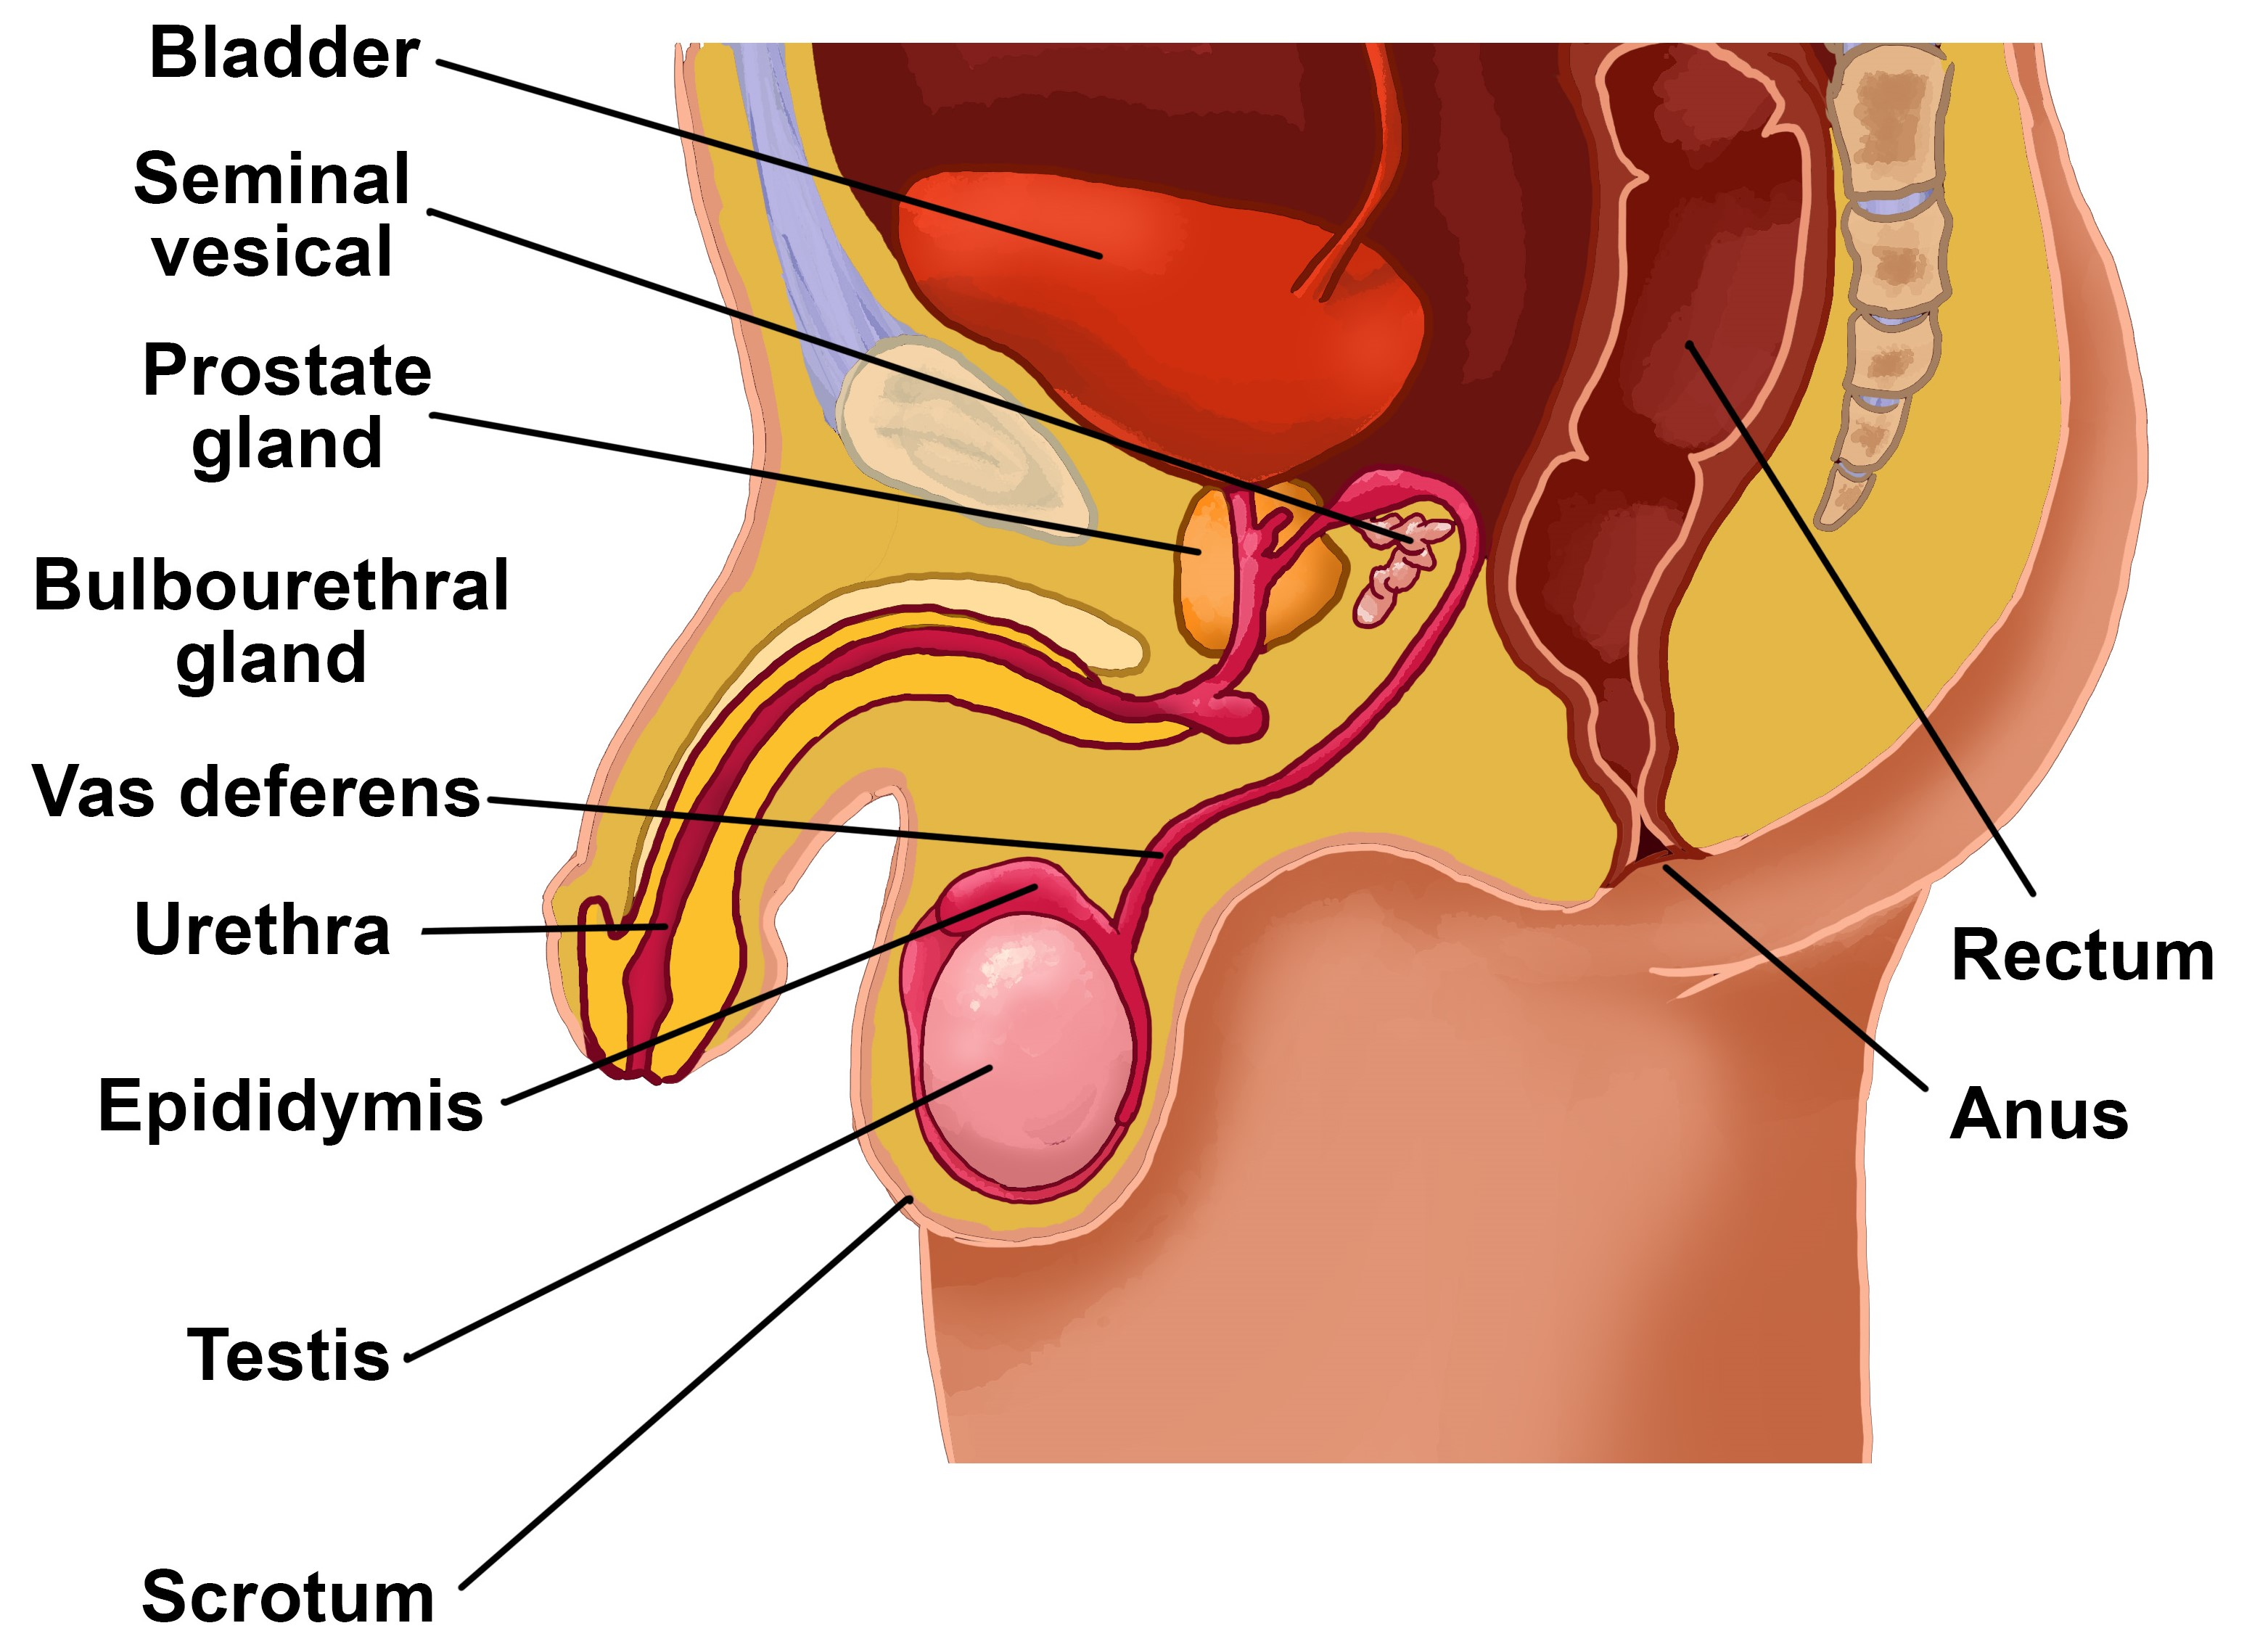 Bladder
Seminal
vesical
Prostate
gland
Bulbourethral
gland
Vas deferens
Urethra
Epididymis
Testis
Scrotum
Rectum
Anus